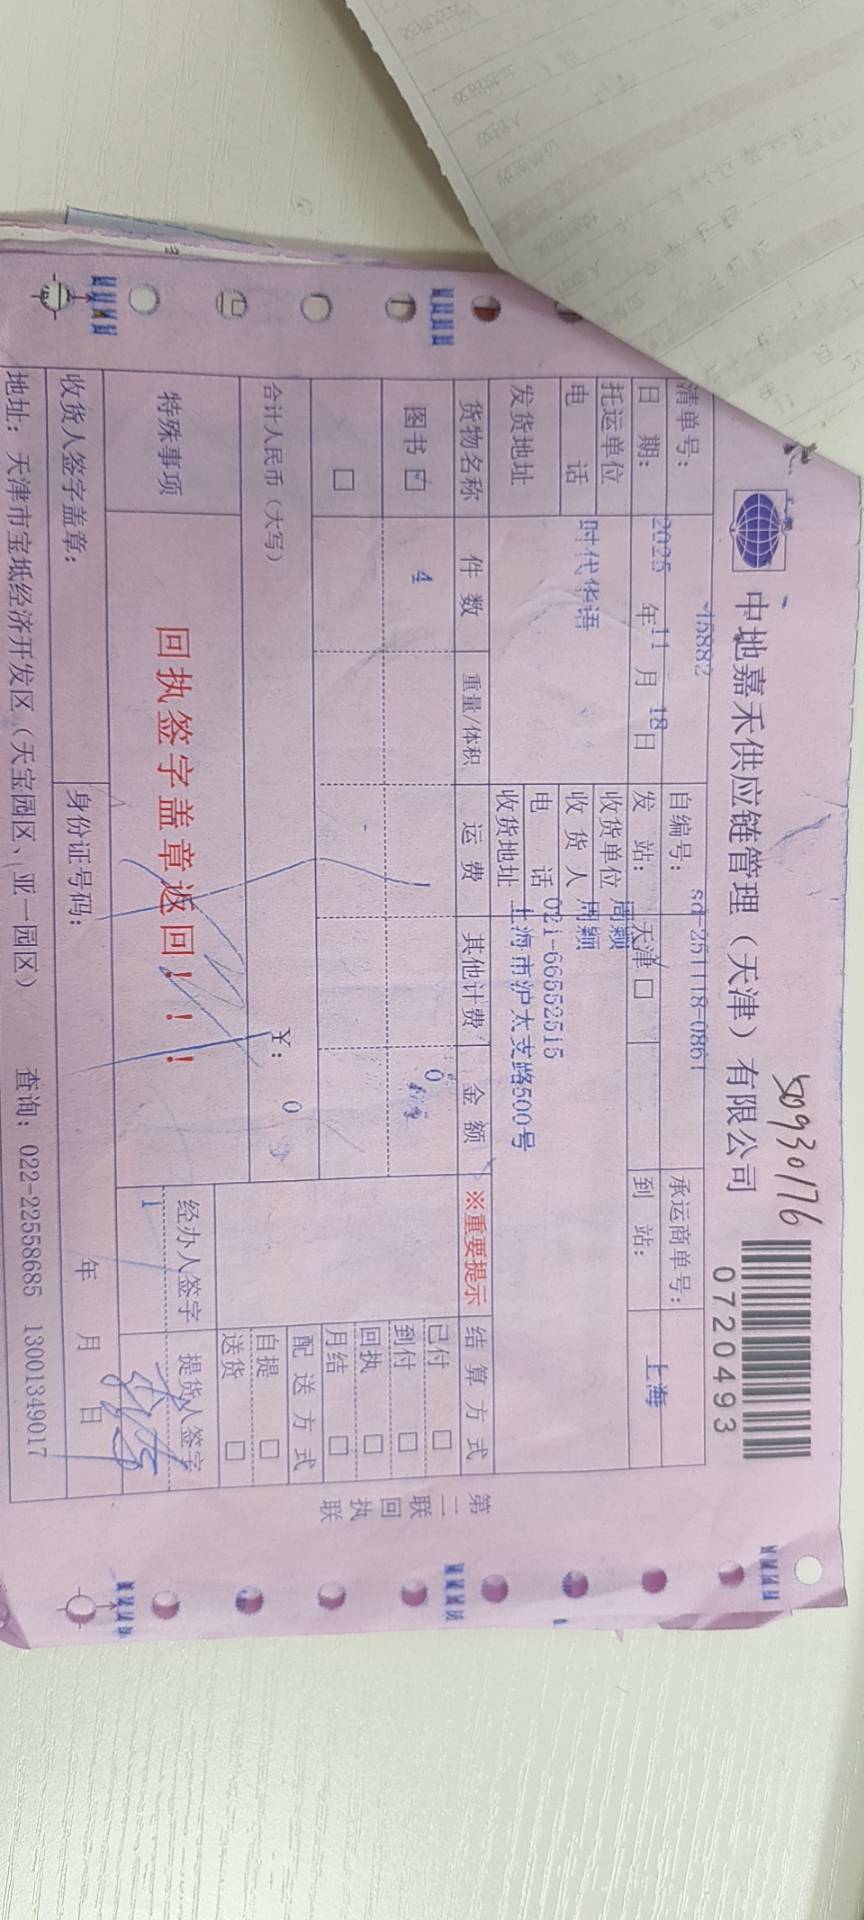 50930176
中地嘉禾供应链管理（天津）有限公司
0720493
清单号： 15882 自编号： sd-251118-0861 承运商单号：
日 期： 2025 年 11 月 18 日 发 站： 天津 □ 到 站： 上海
托运单位 时代华语 收货单位 周颖
电 话 收 货 人 周颖
电 话 021-66552515
发货地址 收货地址 上海市沪太支路500号
货物名称 件 数 重量/体积 运 费 其他计费 金 额 ※重要提示 结 算 方 式
图书 ☑ 4 0 已付 □
到付 □
□ 回执 □
月结 □
合计人民币（大写） ￥： 0 配 送 方 式
自提 □
送货 □
特殊事项 回执签字盖章返回！！！ 经办人签字 提货人签字
1
收货人签字盖章： 身份证号码： 年 月 日
地址：天津市宝坻经济开发区（天宝园区、亚一园区） 查询：022-22558685 13001349017
第二联 回执联